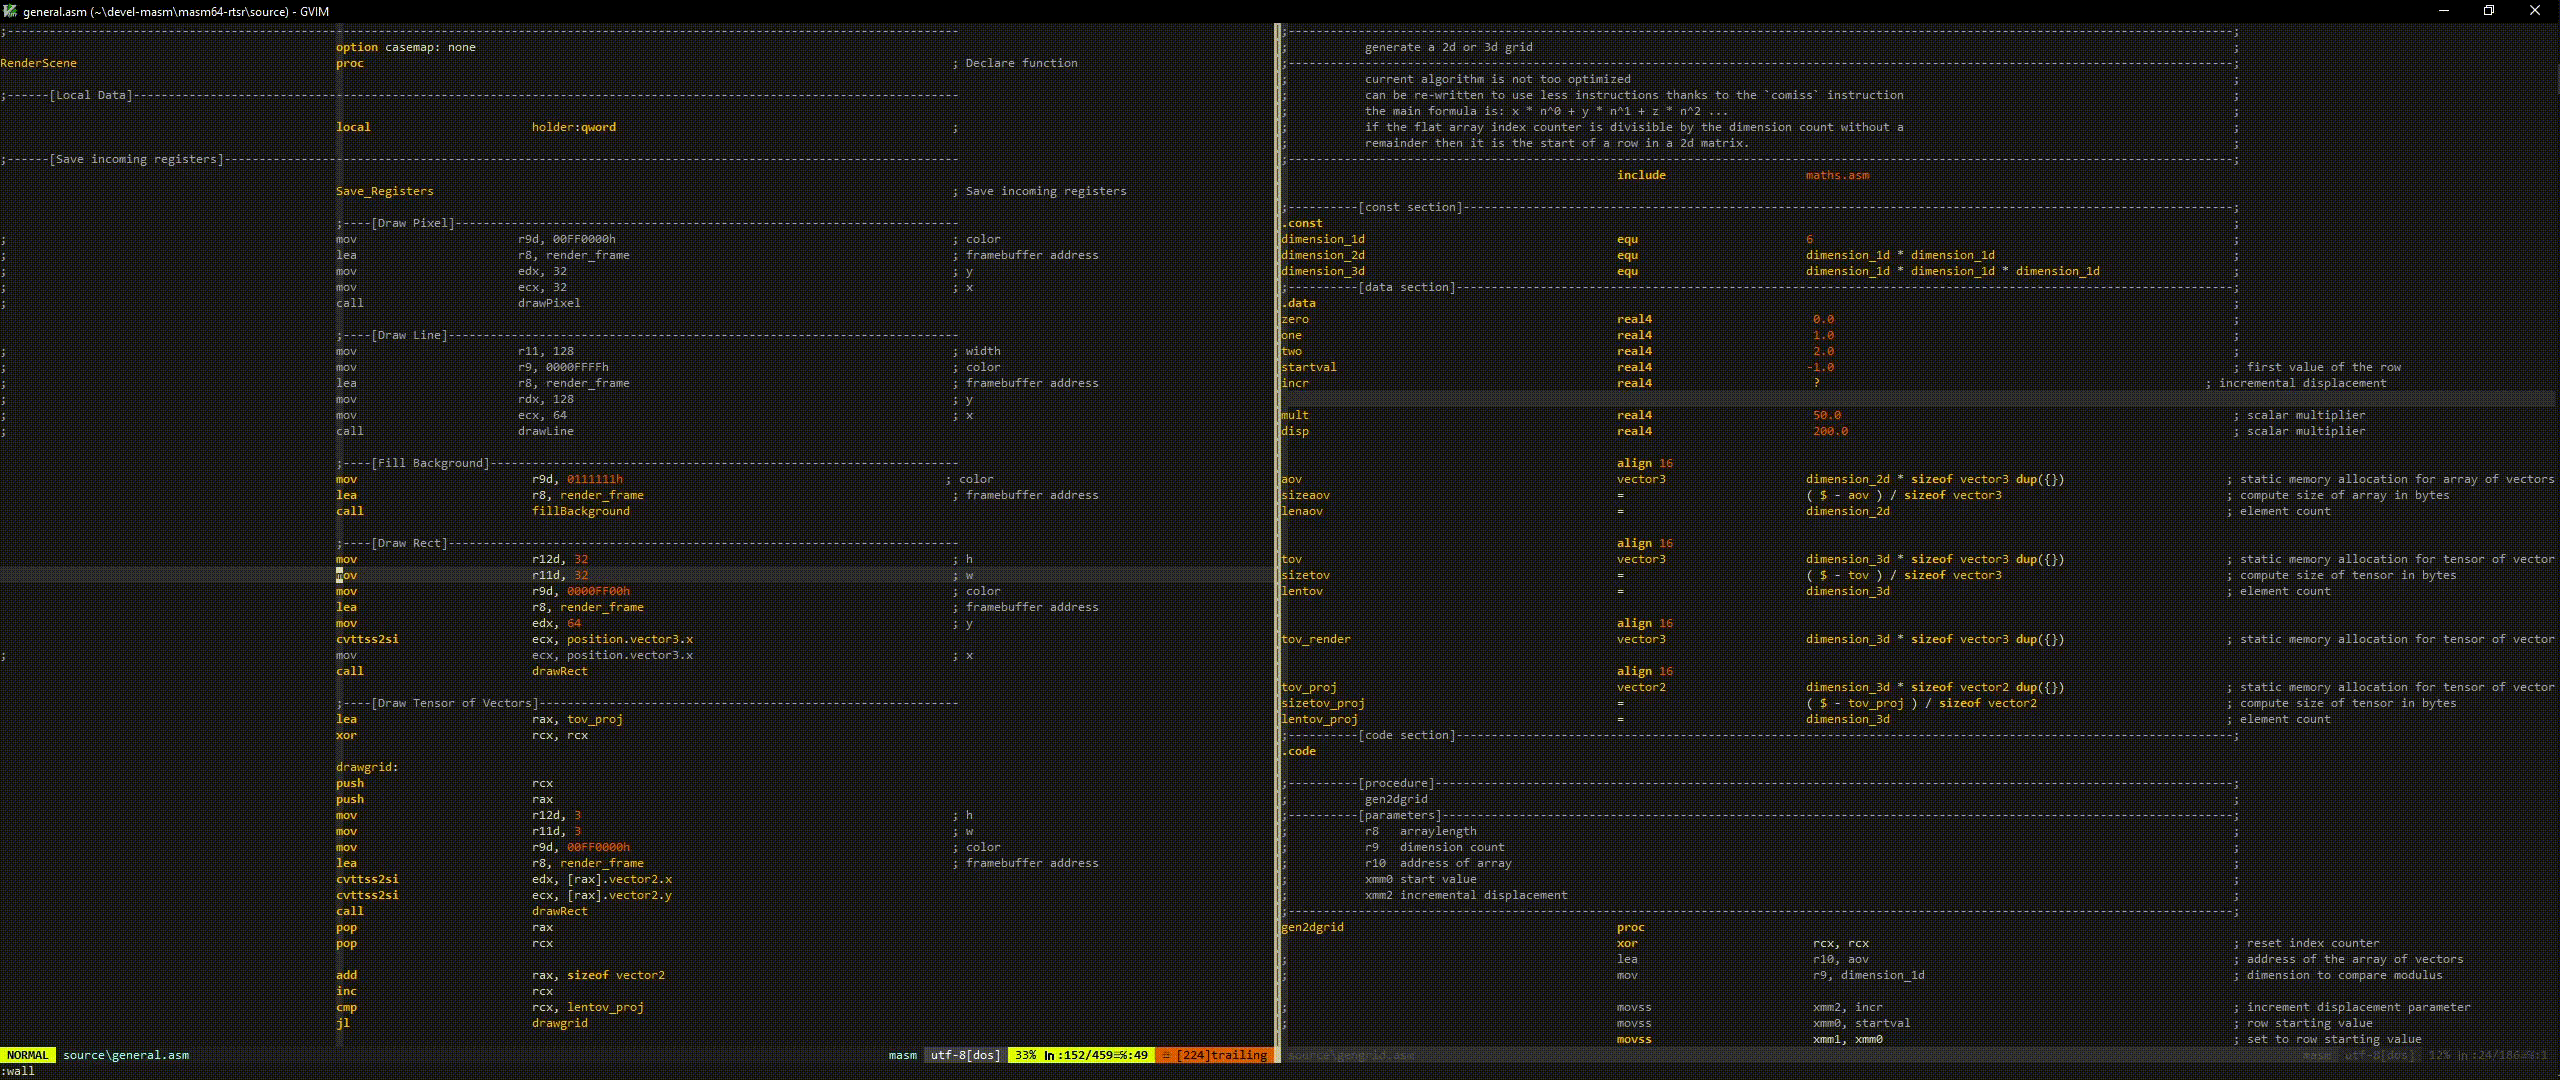 general.asm (~\devel-masm\masm64-rtsr\source) - GVIM
;---------------------------------------------------------------------------------------------------------------------------------------
option casemap: none
RenderScene proc ; Declare function
;------[Local Data]----------------------------------------------------------------------------------------------------------------------
local holder:qword ;
;------[Save incoming registers]---------------------------------------------------------------------------------------------------------
Save_Registers ; Save incoming registers
;----[Draw Pixel]------------------------------------------------------------------------
; mov r9d, 00FF0000h ; color
; lea r8, render_frame ; framebuffer address
; mov edx, 32 ; y
; mov ecx, 32 ; x
; call drawPixel
;----[Draw Line]-------------------------------------------------------------------------
; mov r11, 128 ; width
; mov r9, 0000FFFFh ; color
; lea r8, render_frame ; framebuffer address
; mov rdx, 128 ; y
; mov ecx, 64 ; x
; call drawLine
;----[Fill Background]-------------------------------------------------------------------
mov r9d, 0111111h ; color
lea r8, render_frame ; framebuffer address
call fillBackground
;----[Draw Rect]-------------------------------------------------------------------------
mov r12d, 32 ; h
mov r11d, 32 ; w
mov r9d, 0000FF00h ; color
lea r8, render_frame ; framebuffer address
mov edx, 64 ; y
cvttss2si ecx, position.vector3.x
; mov ecx, position.vector3.x ; x
call drawRect
;----[Draw Tensor of Vectors]------------------------------------------------------------
lea rax, tov_proj
xor rcx, rcx
drawgrid:
push rcx
push rax
mov r12d, 3 ; h
mov r11d, 3 ; w
mov r9d, 00FF0000h ; color
lea r8, render_frame ; framebuffer address
cvttss2si edx, [rax].vector2.x
cvttss2si ecx, [rax].vector2.y
call drawRect
pop rax
pop rcx
add rax, sizeof vector2
inc rcx
cmp rcx, lentov_proj
jl drawgrid
NORMAL source\general.asm masm utf-8[dos] 33% ln :152/459≡%:49 ☲ [224]trailing
:wall
;---------------------------------------------------------------------------------------------------------------------------------------;
; generate a 2d or 3d grid ;
;---------------------------------------------------------------------------------------------------------------------------------------;
; current algorithm is not too optimized ;
; can be re-written to use less instructions thanks to the `comiss` instruction ;
; the main formula is: x * n^0 + y * n^1 + z * n^2 ... ;
; if the flat array index counter is divisible by the dimension count without a ;
; remainder then it is the start of a row in a 2d matrix. ;
;---------------------------------------------------------------------------------------------------------------------------------------;
include maths.asm
;----------[const section]--------------------------------------------------------------------------------------------------------------;
.const ;
dimension_1d equ 6 ;
dimension_2d equ dimension_1d * dimension_1d ;
dimension_3d equ dimension_1d * dimension_1d * dimension_1d ;
;----------[data section]---------------------------------------------------------------------------------------------------------------;
.data ;
zero real4 0.0 ;
one real4 1.0 ;
two real4 2.0 ;
startval real4 -1.0 ; first value of the row
incr real4 ? ; incremental displacement
mult real4 50.0 ; scalar multiplier
disp real4 200.0 ; scalar multiplier
align 16
aov vector3 dimension_2d * sizeof vector3 dup({}) ; static memory allocation for array of vectors
sizeaov = ( $ - aov ) / sizeof vector3 ; compute size of array in bytes
lenaov = dimension_2d ; element count
align 16
tov vector3 dimension_3d * sizeof vector3 dup({}) ; static memory allocation for tensor of vector
sizetov = ( $ - tov ) / sizeof vector3 ; compute size of tensor in bytes
lentov = dimension_3d ; element count
align 16
tov_render vector3 dimension_3d * sizeof vector3 dup({}) ; static memory allocation for tensor of vector
align 16
tov_proj vector2 dimension_3d * sizeof vector2 dup({}) ; static memory allocation for tensor of vector
sizetov_proj = ( $ - tov_proj ) / sizeof vector2 ; compute size of tensor in bytes
lentov_proj = dimension_3d ; element count
;----------[code section]---------------------------------------------------------------------------------------------------------------;
.code
;----------[procedure]------------------------------------------------------------------------------------------------------------------;
; gen2dgrid ;
;----------[parameters]-----------------------------------------------------------------------------------------------------------------;
; r8 arraylength ;
; r9 dimension count ;
; r10 address of array ;
; xmm0 start value ;
; xmm2 incremental displacement ;
;---------------------------------------------------------------------------------------------------------------------------------------;
gen2dgrid proc
xor rcx, rcx ; reset index counter
; lea r10, aov ; address of the array of vectors
; mov r9, dimension_1d ; dimension to compare modulus
; movss xmm2, incr ; increment displacement parameter
; movss xmm0, startval ; row starting value
movss xmm1, xmm0 ; set to row starting value
source\gengrid.asm masm utf-8[dos] 12% ln :24/186≡%:1